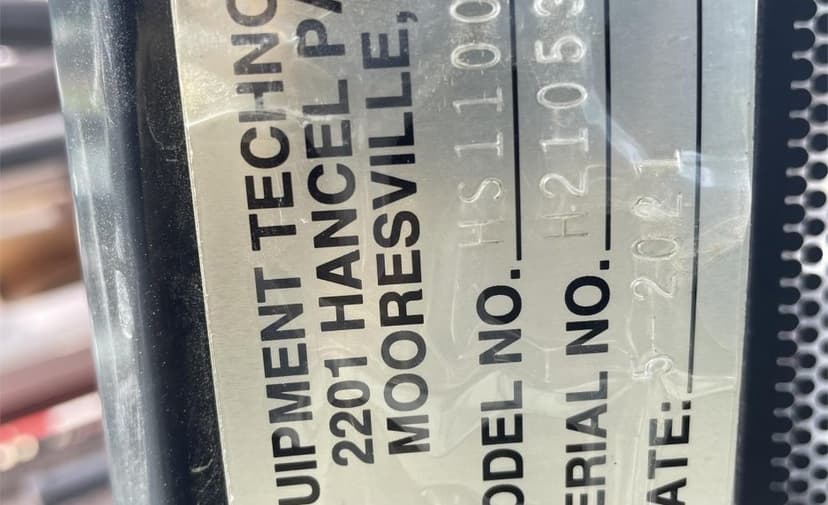 UIPMENT TECHNO
2201 HANCEL PA
MOORESVILLE,
ODEL NO. HS1100
ERIAL NO. H21053
ATE: 5-2021